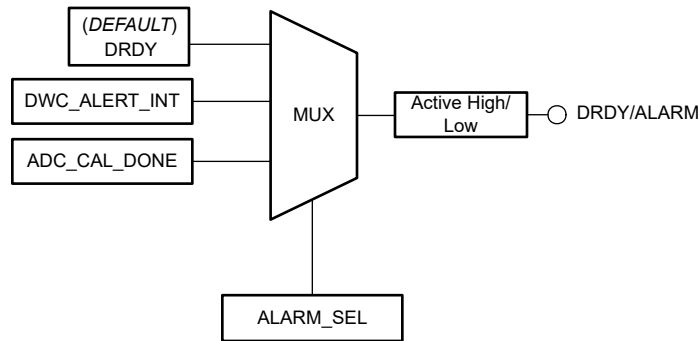 (DEFAULT)
DRDY
DWC_ALERT_INT
ADC_CAL_DONE
MUX
Active High/
Low
DRDY/ALARM
ALARM_SEL